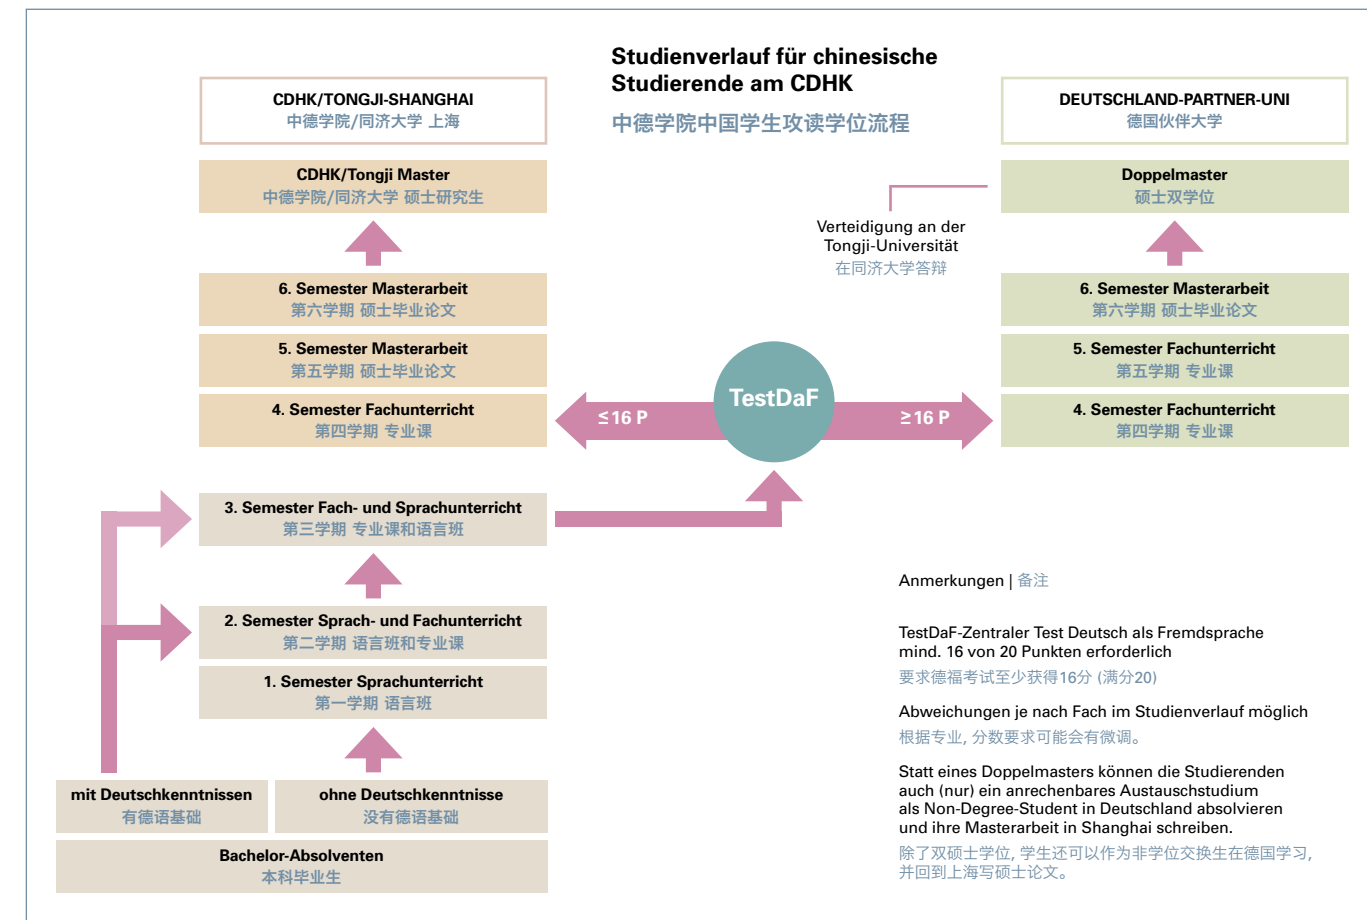 Studienverlauf für chinesische
Studierende am CDHK
中德学院中国学生攻读学位流程
CDHK/TONGJI-SHANGHAI
中德学院/同济大学 上海
CDHK/Tongji Master
中德学院/同济大学 硕士研究生
6. Semester Masterarbeit
第六学期 硕士毕业论文
5. Semester Masterarbeit
第五学期 硕士毕业论文
4. Semester Fachunterricht
第四学期 专业课
DEUTSCHLAND-PARTNER-UNI
德国伙伴大学
Doppelmaster
硕士双学位
Verteidigung an der
Tongji-Universität
在同济大学答辩
6. Semester Masterarbeit
第六学期 硕士毕业论文
5. Semester Fachunterricht
第五学期 专业课
4. Semester Fachunterricht
第四学期 专业课
≤16 P
TestDaF
≥16 P
3. Semester Fach- und Sprachunterricht
第三学期 专业课和语言班
2. Semester Sprach- und Fachunterricht
第二学期 语言班和专业课
1. Semester Sprachunterricht
第一学期 语言班
mit Deutschkenntnissen
有德语基础
ohne Deutschkenntnisse
没有德语基础
Bachelor-Absolventen
本科毕业生
Anmerkungen | 备注
TestDaF-Zentraler Test Deutsch als Fremdsprache
mind. 16 von 20 Punkten erforderlich
要求德福考试至少获得16分 (满分20)
Abweichungen je nach Fach im Studienverlauf möglich
根据专业, 分数要求可能会有微调。
Statt eines Doppelmasters können die Studierenden
auch (nur) ein anrechenbares Austauschstudium
als Non-Degree-Student in Deutschland absolvieren
und ihre Masterarbeit in Shanghai schreiben.
除了双硕士学位, 学生还可以作为非学位交换生在德国学习,
并回到上海写硕士论文。